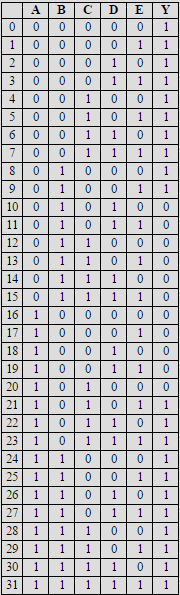 A B C D E Y
0 0 0 0 0 0 1
1 0 0 0 0 1 1
2 0 0 0 1 0 1
3 0 0 0 1 1 1
4 0 0 1 0 0 1
5 0 0 1 0 1 1
6 0 0 1 1 0 1
7 0 0 1 1 1 1
8 0 1 0 0 0 1
9 0 1 0 0 1 1
10 0 1 0 1 0 0
11 0 1 0 1 1 0
12 0 1 1 0 0 0
13 0 1 1 0 1 0
14 0 1 1 1 0 0
15 0 1 1 1 1 0
16 1 0 0 0 0 0
17 1 0 0 0 1 0
18 1 0 0 1 0 0
19 1 0 0 1 1 0
20 1 0 1 0 0 0
21 1 0 1 0 1 1
22 1 0 1 1 0 1
23 1 0 1 1 1 1
24 1 1 0 0 0 1
25 1 1 0 0 1 1
26 1 1 0 1 0 1
27 1 1 0 1 1 1
28 1 1 1 0 0 1
29 1 1 1 0 1 1
30 1 1 1 1 0 1
31 1 1 1 1 1 1